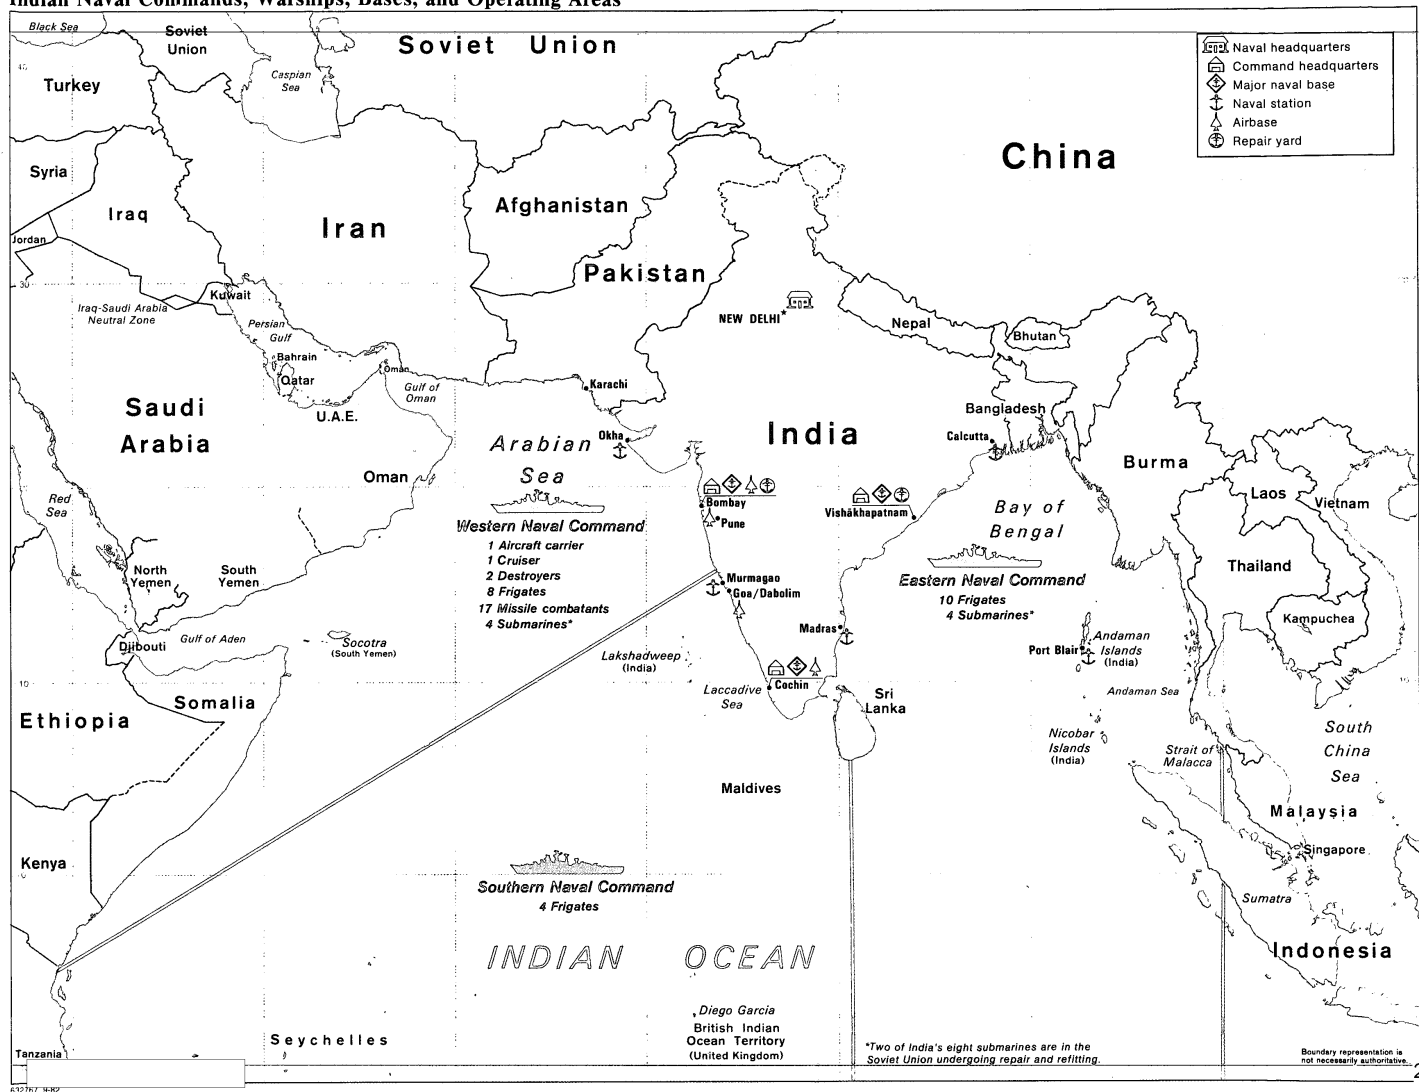 Indian Naval Commands, Warships, Bases, and Operating Areas
Black Sea
Soviet
Union
Soviet Union
Caspian
Sea
Turkey
Syria
Iraq
Jordan
Iran
Afghanistan
Pakistan
China
Naval headquarters
Command headquarters
Major naval base
Naval station
Airbase
Repair yard
40
30
Kuwait
Iraq-Saudi Arabia
Neutral Zone
Persian
Gulf
Bahrain
Qatar
Oman
U.A.E.
Gulf of
Oman
Saudi
Arabia
Oman
Red
Sea
North
Yemen
South
Yemen
Djibouti
Gulf of Aden
Socotra
(South Yemen)
Somalia
Ethiopia
10
Kenya
0
Tanzania
Seychelles
NEW DELHI
Nepal
Bhutan
Karachi
Okha
India
Bangladesh
Calcutta
Burma
Laos
Vietnam
Thailand
Kampuchea
Arabian
Sea
Western Naval Command
1 Aircraft carrier
1 Cruiser
2 Destroyers
8 Frigates
17 Missile combatants
4 Submarines*
Bombay
Pune
Vishākhapatnam
Murmagao
Goa/Dabolim
Madras
Cochin
Lakshadweep
(India)
Laccadive
Sea
Sri
Lanka
Maldives
Bay of
Bengal
Eastern Naval Command
10 Frigates
4 Submarines*
Port Blair
Andaman
Islands
(India)
Andaman Sea
Nicobar
Islands
(India)
Strait of
Malacca
10
South
China
Sea
Malaysia
Singapore
Sumatra
Indonesia
Southern Naval Command
4 Frigates
INDIAN OCEAN
Diego Garcia
British Indian
Ocean Territory
(United Kingdom)
*Two of India's eight submarines are in the
Soviet Union undergoing repair and refitting.
Boundary representation is
not necessarily authoritative.
632767 9-82